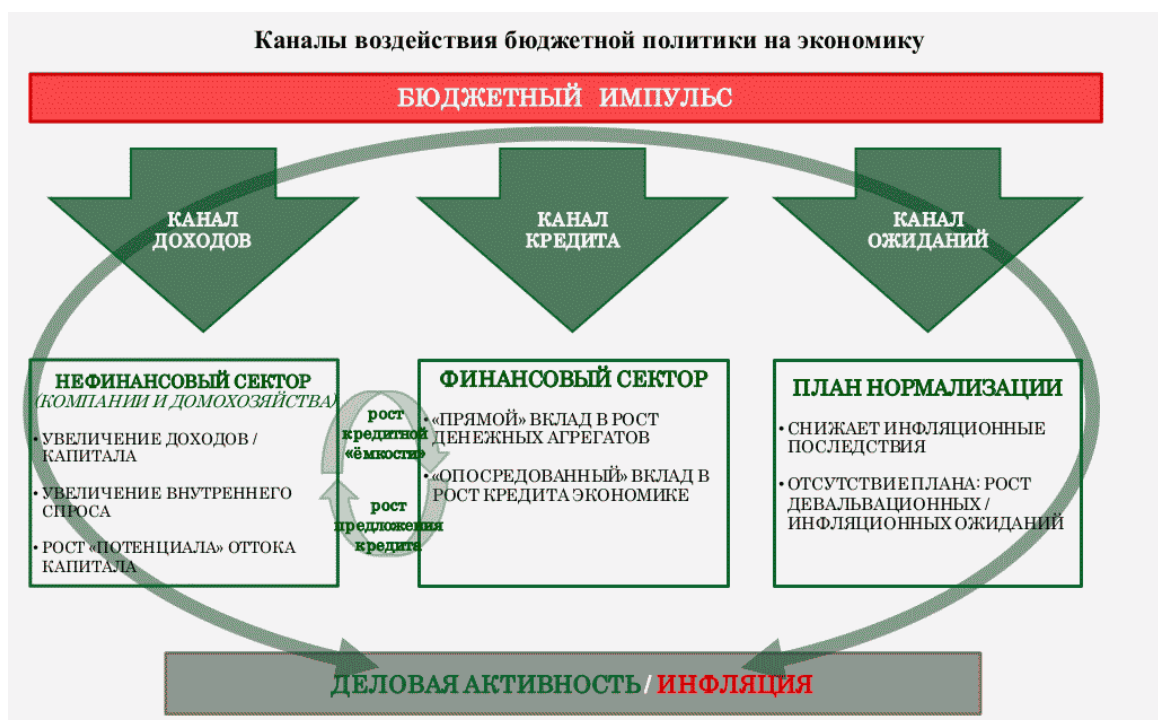 Каналы воздействия бюджетной политики на экономику
БЮДЖЕТНЫЙ ИМПУЛЬС
КАНАЛ
ДОХОДОВ
КАНАЛ
КРЕДИТА
КАНАЛ
ОЖИДАНИЙ
НЕФИНАНСОВЫЙ СЕКТОР
(КОМПАНИИ И ДОМОХОЗЯЙСТВА)
• УВЕЛИЧЕНИЕ ДОХОДОВ /
КАПИТАЛА
• УВЕЛИЧЕНИЕ ВНУТРЕННЕГО
СПРОСА
• РОСТ «ПОТЕНЦИАЛА» ОТТОКА
КАПИТАЛА
рост
кредитной
«ёмкости»
рост
предложения
кредита
ФИНАНСОВЫЙ СЕКТОР
• «ПРЯМОЙ» ВКЛАД В РОСТ
ДЕНЕЖНЫХ АГРЕГАТОВ
• «ОПОСРЕДОВАННЫЙ» ВКЛАД В
РОСТ КРЕДИТА ЭКОНОМИКЕ
ПЛАН НОРМАЛИЗАЦИИ
• СНИЖАЕТ ИНФЛЯЦИОННЫЕ
ПОСЛЕДСТВИЯ
• ОТСУТСТВИЕ ПЛАНА: РОСТ
ДЕВАЛЬВАЦИОННЫХ /
ИНФЛЯЦИОННЫХ ОЖИДАНИЙ
ДЕЛОВАЯ АКТИВНОСТЬ / ИНФЛЯЦИЯ